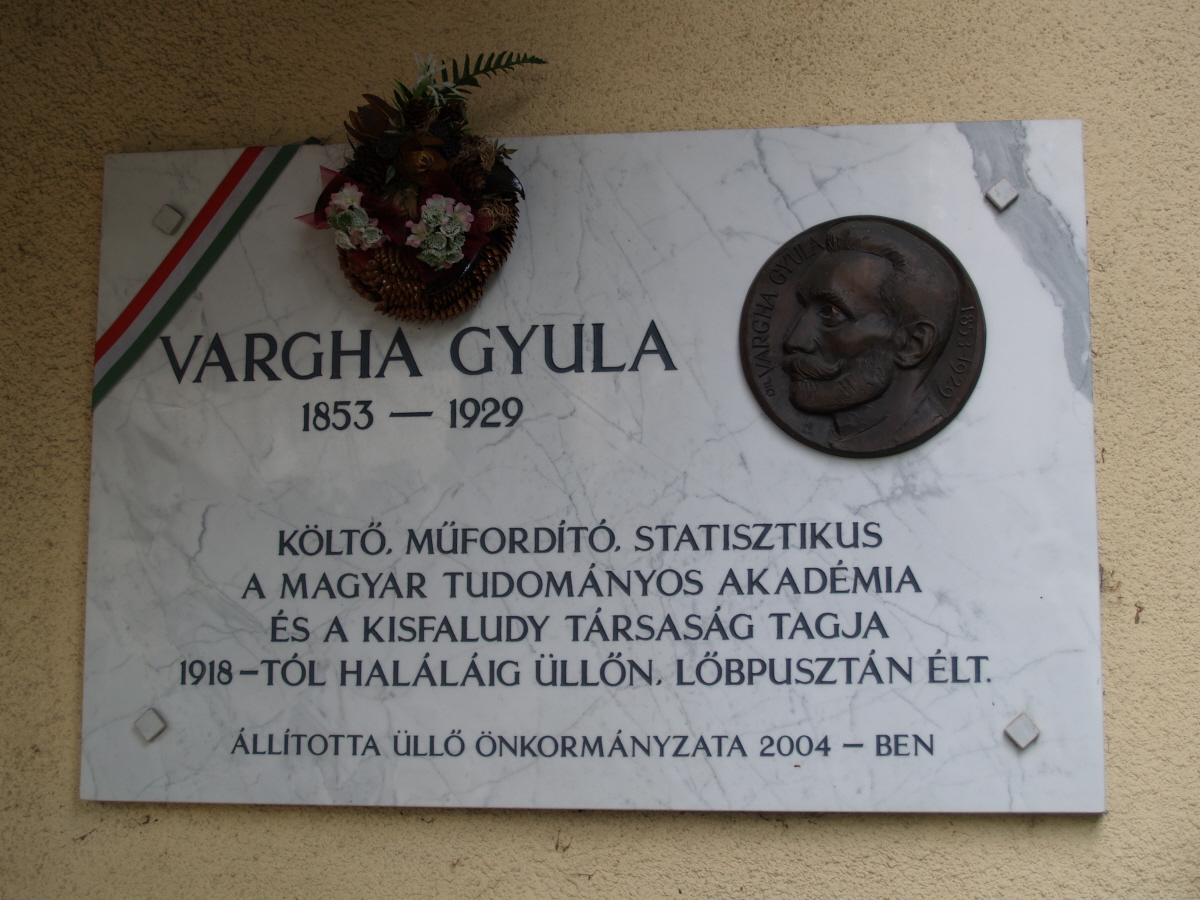 VARGHA GYULA
1853 — 1929
DR. VARGHA GYULA
1853-1929
KÖLTŐ, MŰFORDÍTÓ, STATISZTIKUS
A MAGYAR TUDOMÁNYOS AKADÉMIA
ÉS A KISFALUDY TÁRSASÁG TAGJA
1918-TÓL HALÁLÁIG ÜLLŐN, LŐBPUSZTÁN ÉLT.
ÁLLÍTOTTA ÜLLŐ ÖNKORMÁNYZATA 2004 - BEN